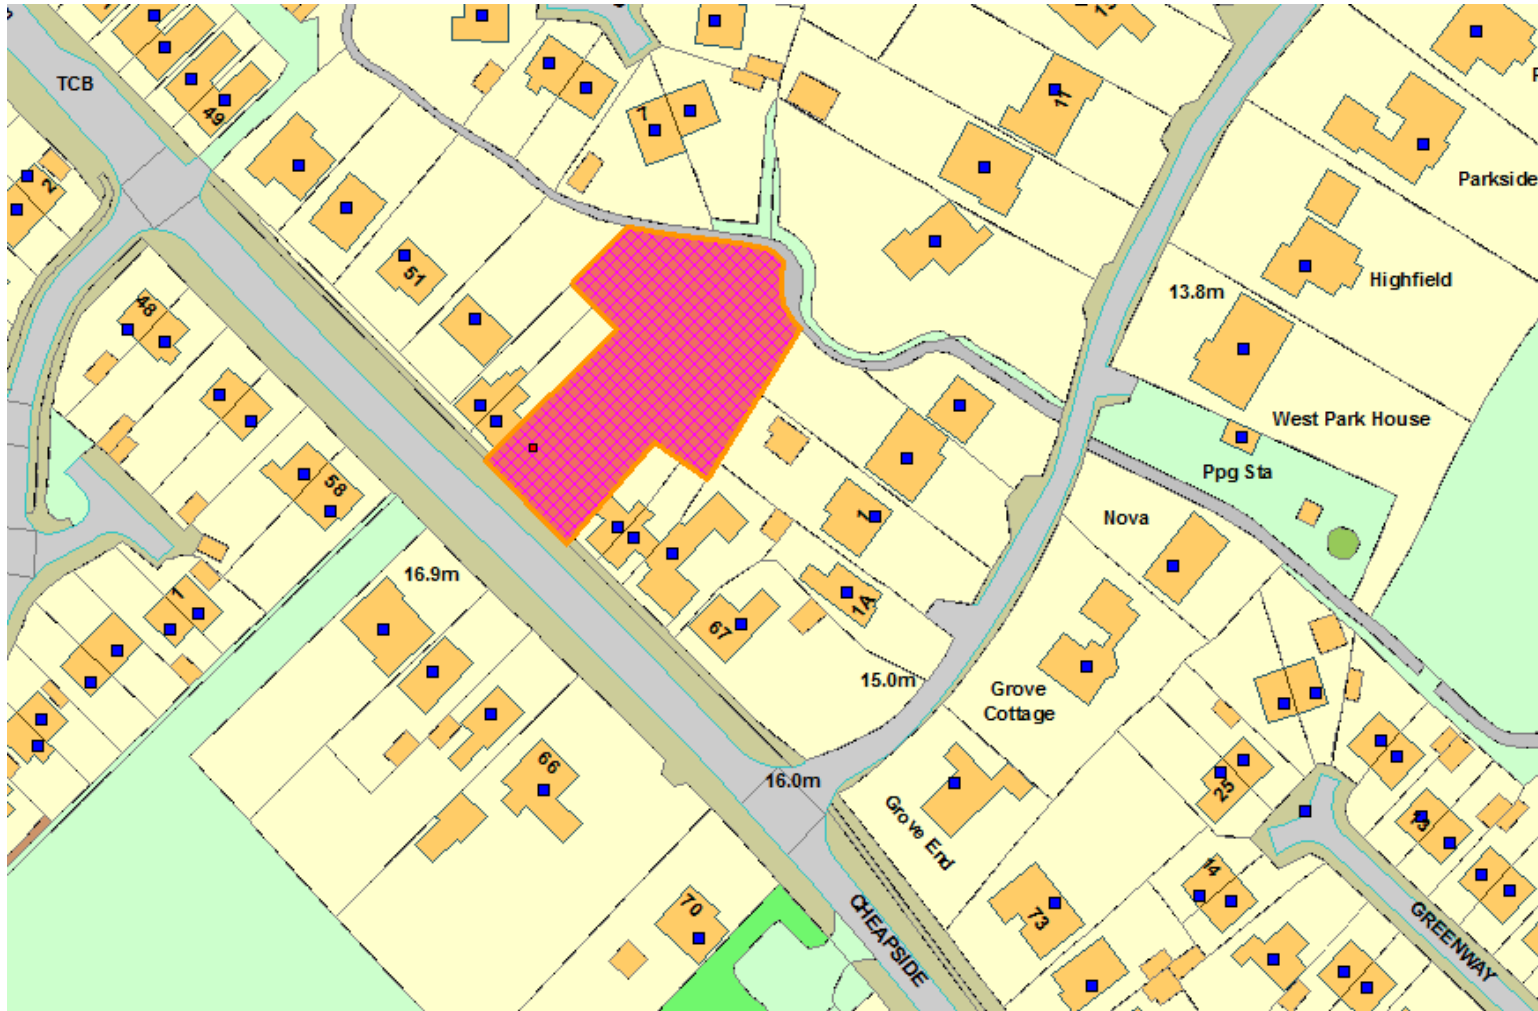 TCB
49
2
7
11
Parkside
51
48
Highfield
13.8m
58
West Park House
Ppg Sta
1
Nova
16.9m
1
1A
67
15.0m
Grove
Cottage
66
16.0m
25
13
Grove End
14
70
73
CHEAPSIDE
GREENWAY